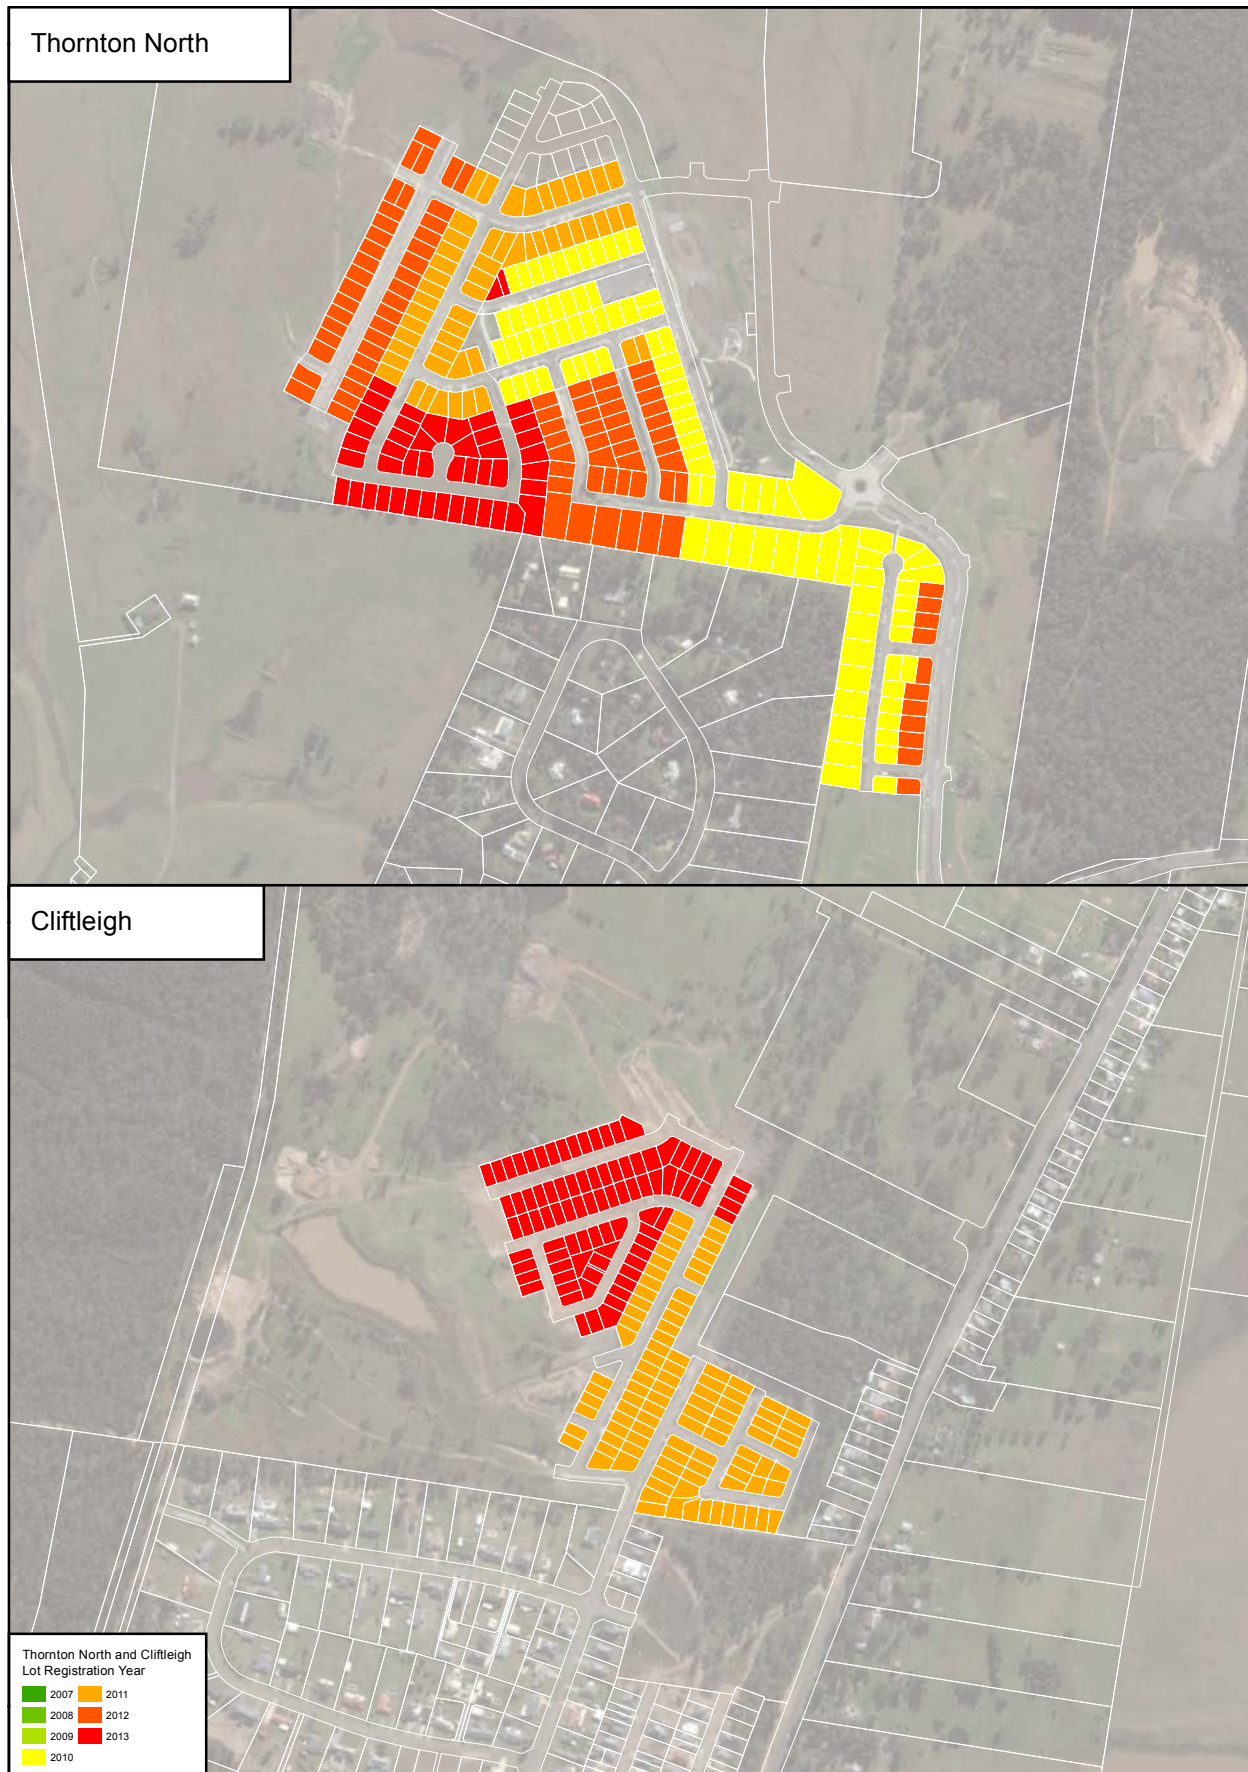 Thornton North
Cliftleigh
Thornton North and Cliftleigh
Lot Registration Year
2007 2011
2008 2012
2009 2013
2010